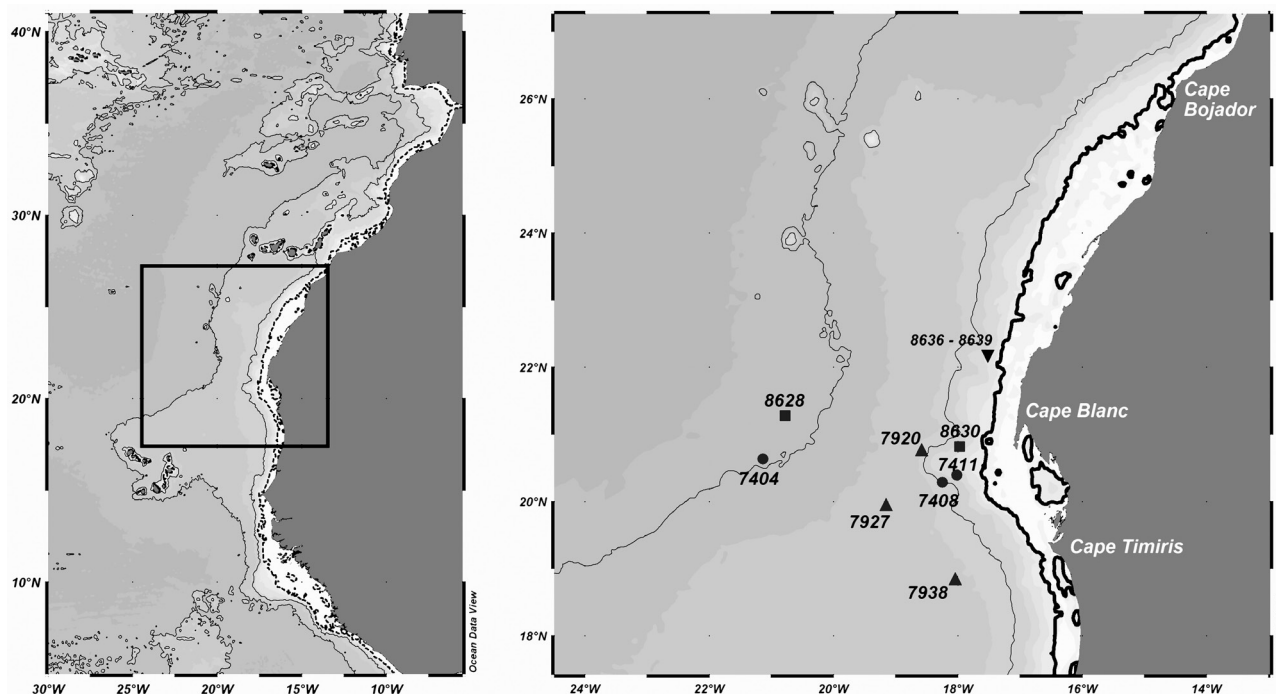 40°N
30°N
20°N
10°N
30°W 25°W 20°W 15°W 10°W
Ocean Data View
26°N
24°N
22°N
20°N
18°N
24°W 22°W 20°W 18°W 16°W 14°W
Cape
Bojador
8636 - 8639
8628
Cape Blanc
7920
8630
7404
7411
7408
7927
Cape Timiris
7938